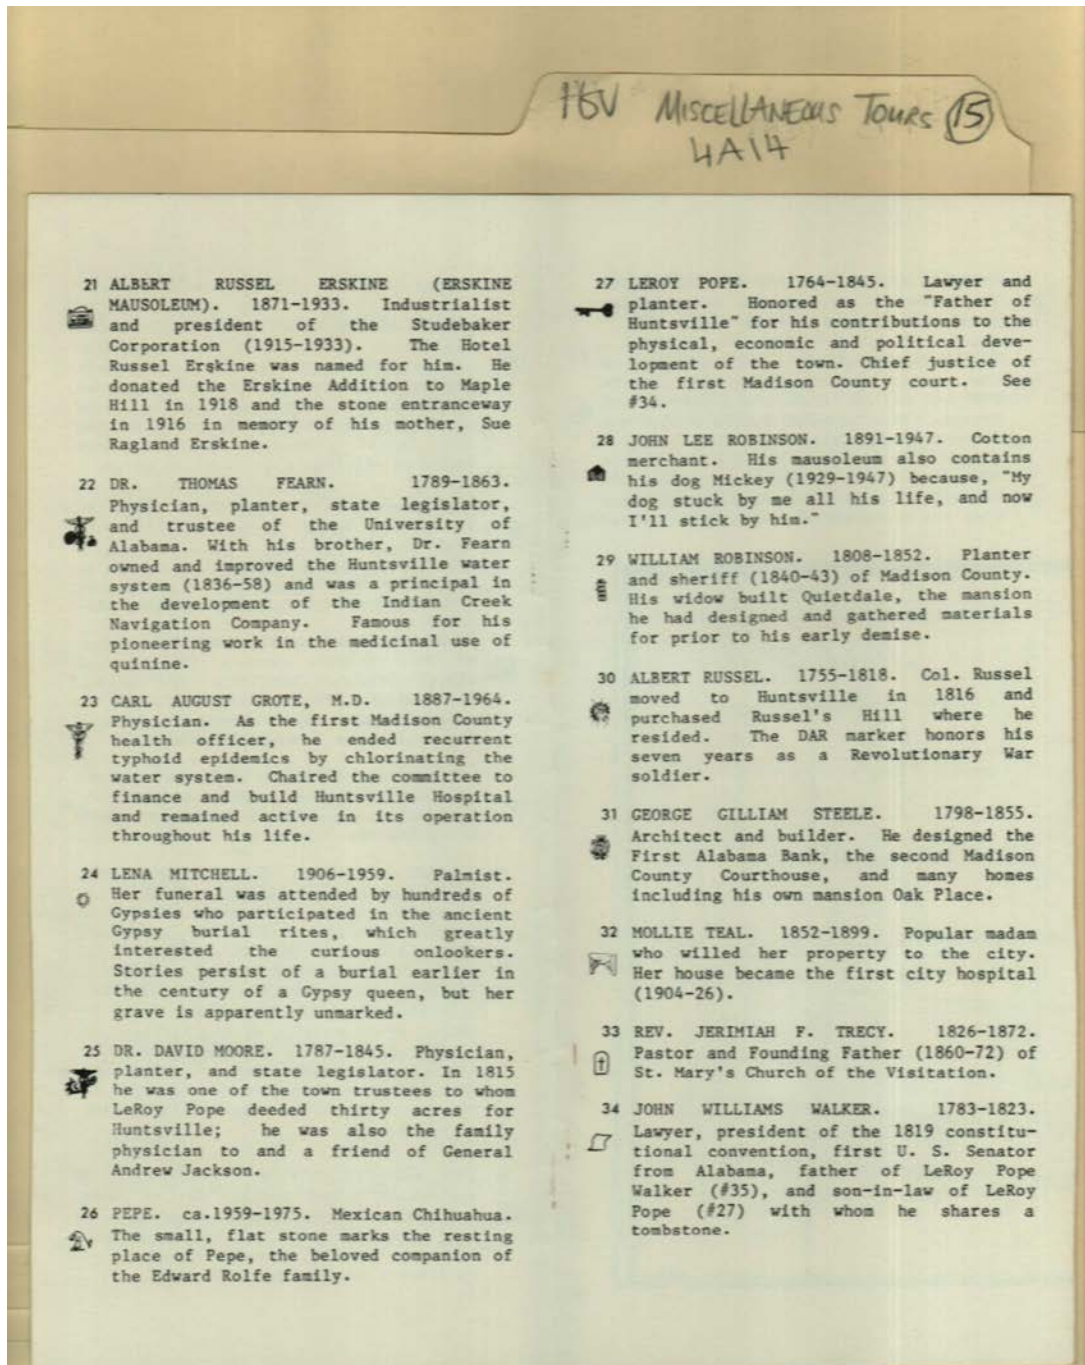 HSV MISCELLANEOUS TOURS 15
4A14
21 ALBERT RUSSEL ERSKINE (ERSKINE
MAUSOLEUM). 1871-1933. Industrialist
and president of the Studebaker
Corporation (1915-1933). The Hotel
Russel Erskine was named for him. He
donated the Erskine Addition to Maple
Hill in 1918 and the stone entranceway
in 1916 in memory of his mother, Sue
Ragland Erskine.
22 DR. THOMAS FEARN. 1789-1863.
Physician, planter, state legislator,
and trustee of the University of
Alabama. With his brother, Dr. Fearn
owned and improved the Huntsville water
system (1836-58) and was a principal in
the development of the Indian Creek
Navigation Company. Famous for his
pioneering work in the medicinal use of
quinine.
23 CARL AUGUST GROTE, M.D. 1887-1964.
Physician. As the first Madison County
health officer, he ended recurrent
typhoid epidemics by chlorinating the
water system. Chaired the committee to
finance and build Huntsville Hospital
and remained active in its operation
throughout his life.
24 LENA MITCHELL. 1906-1959. Palmist.
Her funeral was attended by hundreds of
Gypsies who participated in the ancient
Gypsy burial rites, which greatly
interested the curious onlookers.
Stories persist of a burial earlier in
the century of a Gypsy queen, but her
grave is apparently unmarked.
25 DR. DAVID MOORE. 1787-1845. Physician,
planter, and state legislator. In 1815
he was one of the town trustees to whom
LeRoy Pope deeded thirty acres for
Huntsville; he was also the family
physician to and a friend of General
Andrew Jackson.
26 PEPE. ca.1959-1975. Mexican Chihuahua.
The small, flat stone marks the resting
place of Pepe, the beloved companion of
the Edward Rolfe family.
27 LEROY POPE. 1764-1845. Lawyer and
planter. Honored as the "Father of
Huntsville" for his contributions to the
physical, economic and political deve-
lopment of the town. Chief justice of
the first Madison County court. See
#34.
28 JOHN LEE ROBINSON. 1891-1947. Cotton
merchant. His mausoleum also contains
his dog Mickey (1929-1947) because, "My
dog stuck by me all his life, and now
I'll stick by him."
29 WILLIAM ROBINSON. 1808-1852. Planter
and sheriff (1840-43) of Madison County.
His widow built Quietdale, the mansion
he had designed and gathered materials
for prior to his early demise.
30 ALBERT RUSSEL. 1755-1818. Col. Russel
moved to Huntsville in 1816 and
purchased Russel's Hill where he
resided. The DAR marker honors his
seven years as a Revolutionary War
soldier.
31 GEORGE GILLIAM STEELE. 1798-1855.
Architect and builder. He designed the
First Alabama Bank, the second Madison
County Courthouse, and many homes
including his own mansion Oak Place.
32 MOLLIE TEAL. 1852-1899. Popular madam
who willed her property to the city.
Her house became the first city hospital
(1904-26).
33 REV. JERIMIAH F. TRECY. 1826-1872.
Pastor and Founding Father (1860-72) of
St. Mary's Church of the Visitation.
34 JOHN WILLIAMS WALKER. 1783-1823.
Lawyer, president of the 1819 constitu-
tional convention, first U. S. Senator
from Alabama, father of LeRoy Pope
Walker (#35), and son-in-law of LeRoy
Pope (#27) with whom he shares a
tombstone.